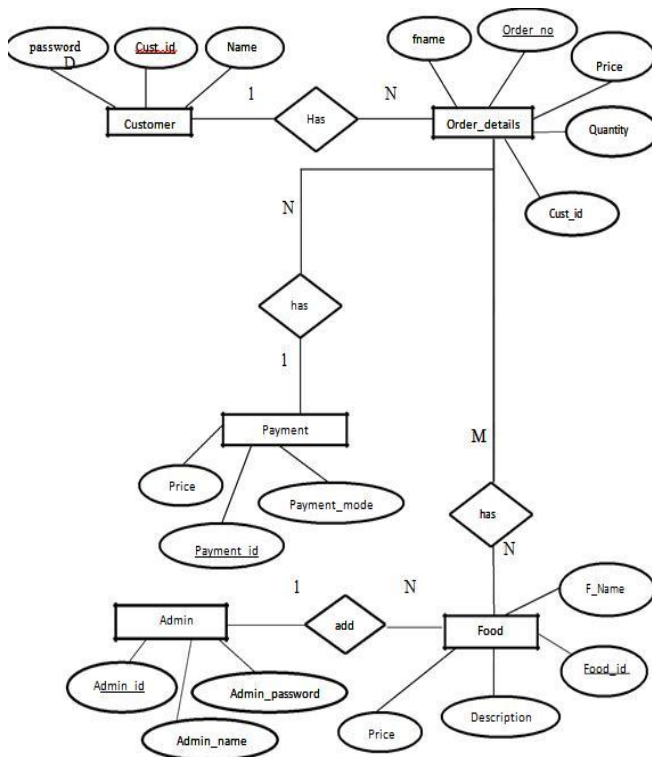 password
D
Cust_id
Name
fname
Order_no
Price
1
N
Has
Customer
Order_details
Quantity
Cust_id
N
has
1
Payment
M
Price
Payment_mode
has
Payment_id
N
1
N
F_Name
Admin
add
Food
Admin_id
Admin_password
Food_id
Price
Description
Admin_name